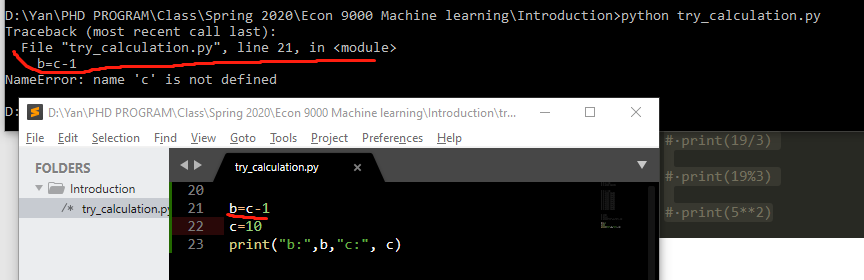 D:\Yan\PHD PROGRAM\Class\Spring 2020\Econ 9000 Machine learning\Introduction>python try_calculation.py
Traceback (most recent call last):
File "try_calculation.py", line 21, in <module>
b=c-1
NameError: name 'c' is not defined
D:
D:\Yan\PHD PROGRAM\Class\Spring 2020\Econ 9000 Machine learning\Introduction\tr...
File Edit Selection Find View Goto Tools Project Preferences Help
FOLDERS
Introduction
/* try_calculation.py
try_calculation.py
20
21 b=c-1
22 c=10
23 print("b:",b,"c:", c)
# print(19/3)
# print(19%3)
# print(5**2)